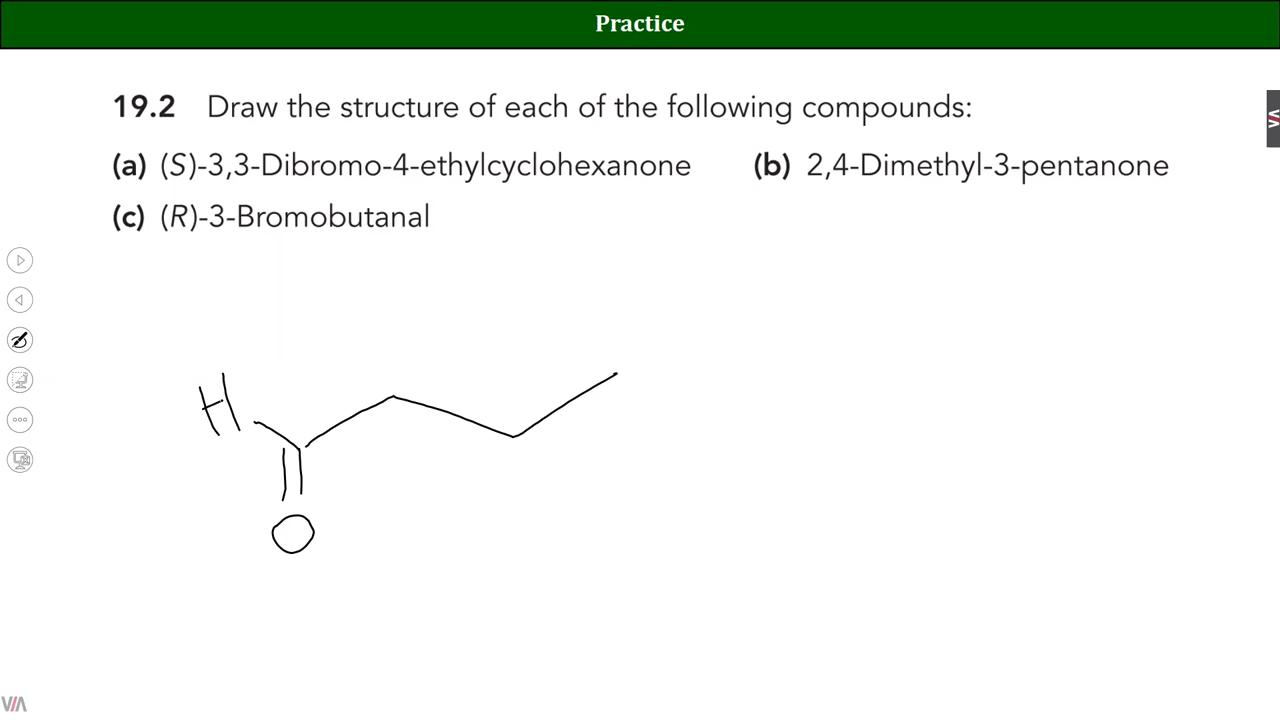 Practice
19.2 Draw the structure of each of the following compounds:
(a) (S)-3,3-Dibromo-4-ethylcyclohexanone (b) 2,4-Dimethyl-3-pentanone
(c) (R)-3-Bromobutanal
H
O
VIA